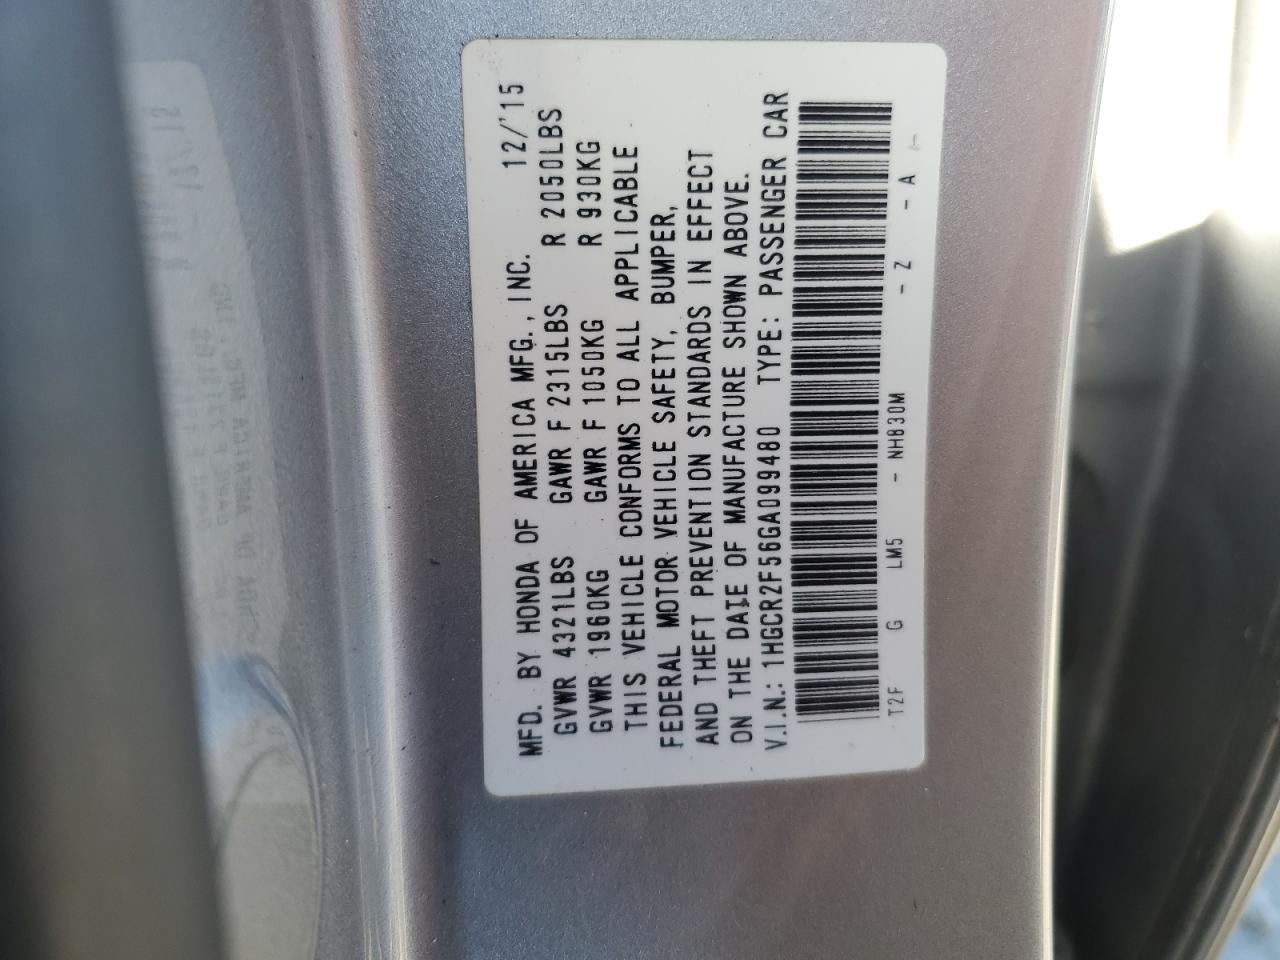 MFD. BY HONDA OF AMERICA MFG.,INC. 12/'15
GVWR 4321LBS GAWR F 2315LBS R 2050LBS
GVWR 1960KG GAWR F 1050KG R 930KG
THIS VEHICLE CONFORMS TO ALL APPLICABLE
FEDERAL MOTOR VEHICLE SAFETY, BUMPER,
AND THEFT PREVENTION STANDARDS IN EFFECT
ON THE DATE OF MANUFACTURE SHOWN ABOVE.
V.I.N.: 1HGCR2F56GA099480 TYPE: PASSENGER CAR
T2F G LM5 - NH830M - Z - A